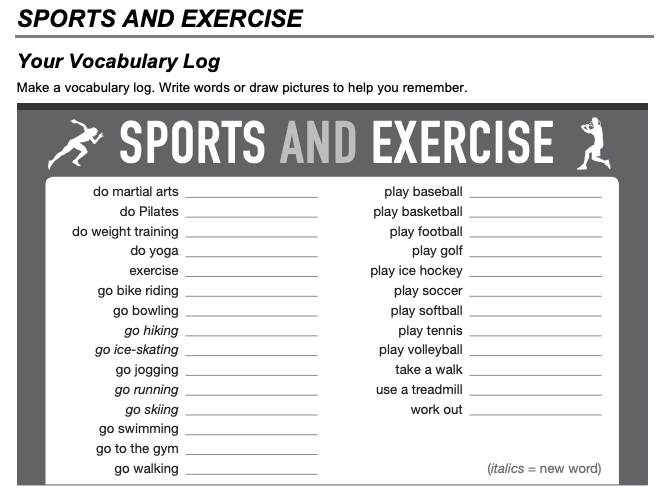 SPORTS AND EXERCISE
Your Vocabulary Log
Make a vocabulary log. Write words or draw pictures to help you remember.
SPORTS AND EXERCISE
do martial arts
do Pilates
do weight training
do yoga
exercise
go bike riding
go bowling
go hiking
go ice-skating
go jogging
go running
go skiing
go swimming
go to the gym
go walking
play baseball
play basketball
play football
play golf
play ice hockey
play soccer
play softball
play tennis
play volleyball
take a walk
use a treadmill
work out
(italics = new word)